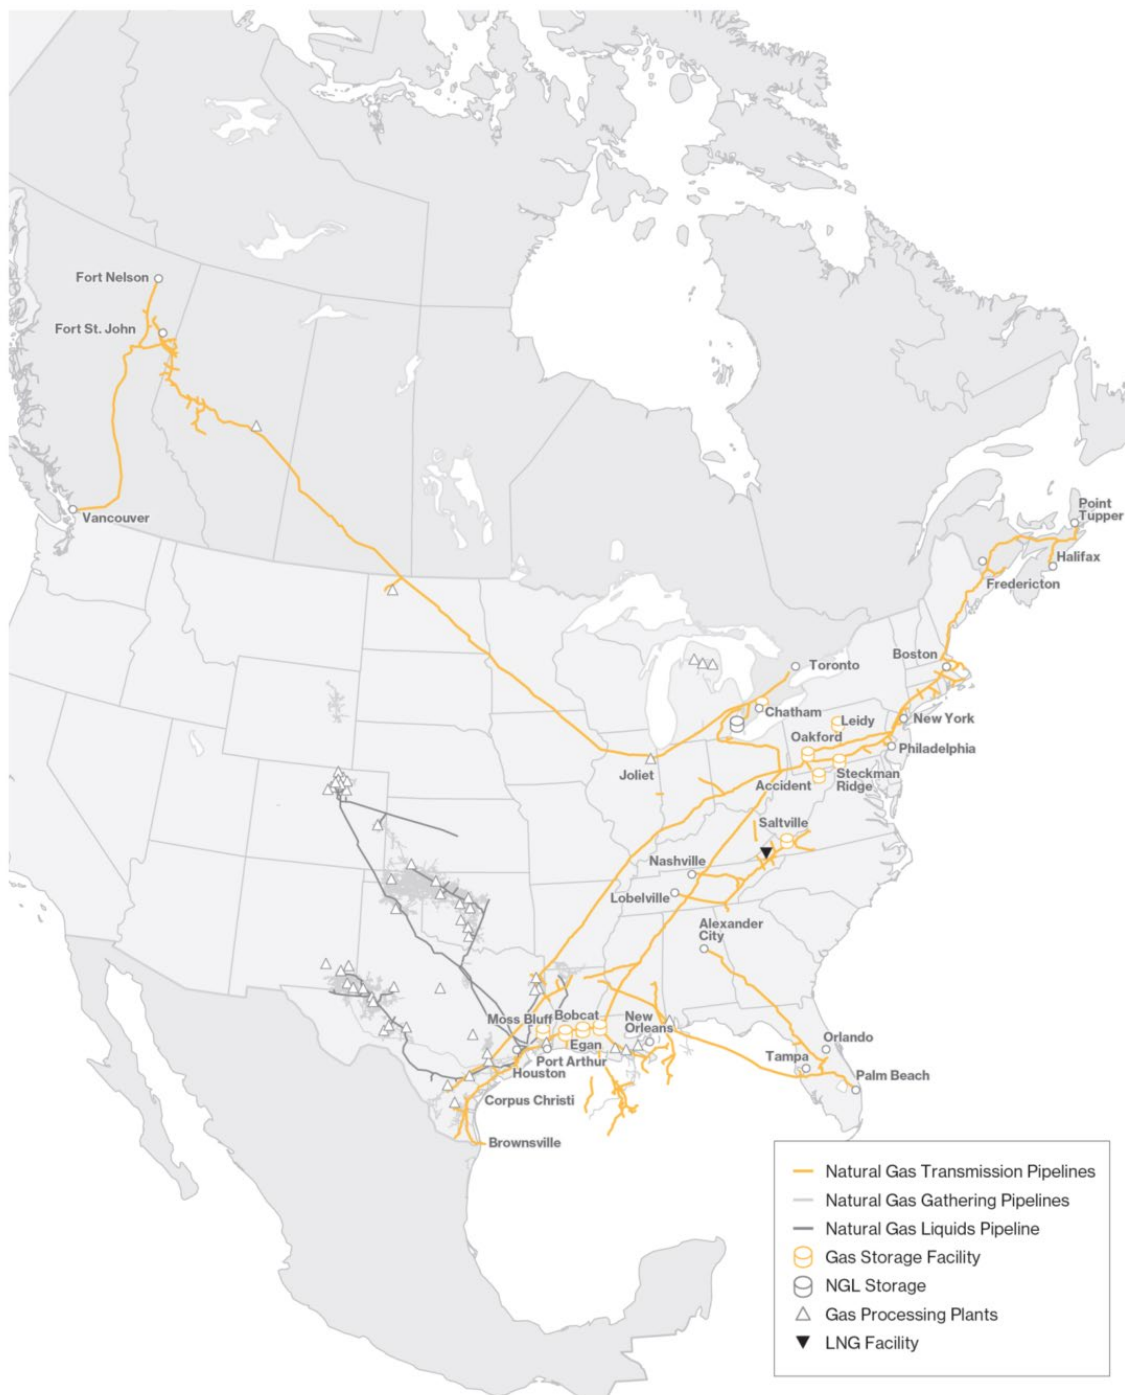 Fort Nelson
Fort St. John
Vancouver
Point
Tupper
Halifax
Fredericton
Boston
Toronto
Chatham
Leidy
New York
Oakford
Philadelphia
Joliet
Accident
Steckman
Ridge
Saltville
Nashville
Lobelville
Alexander
City
Moss Bluff
Bobcat
New
Orleans
Egan
Port Arthur
Houston
Orlando
Tampa
Palm Beach
Corpus Christi
Brownsville
Natural Gas Transmission Pipelines
Natural Gas Gathering Pipelines
Natural Gas Liquids Pipeline
Gas Storage Facility
NGL Storage
Gas Processing Plants
LNG Facility